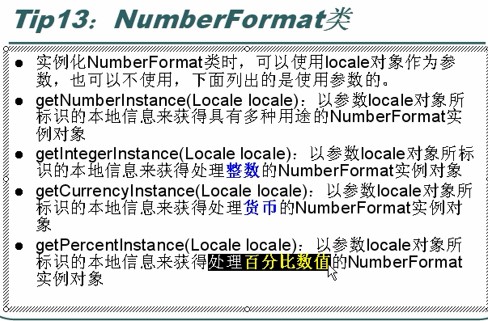 Tip13：NumberFormat类
● 实例化NumberFormat类时，可以使用locale对象作为参
数，也可以不使用，下面列出的是使用参数的。
● getNumberInstance(Locale locale)：以参数locale对象所
标识的本地信息来获得具有多种用途的NumberFormat实
例对象
● getIntegerInstance(Locale locale)：以参数locale对象所标
识的本地信息来获得处理整数的NumberFormat实例对象
● getCurrencyInstance(Locale locale)：以参数locale对象所
标识的本地信息来获得处理货币的NumberFormat实例对
象
● getPercentInstance(Locale locale)：以参数locale对象所
标识的本地信息来获得处理百分比数值的NumberFormat
实例对象